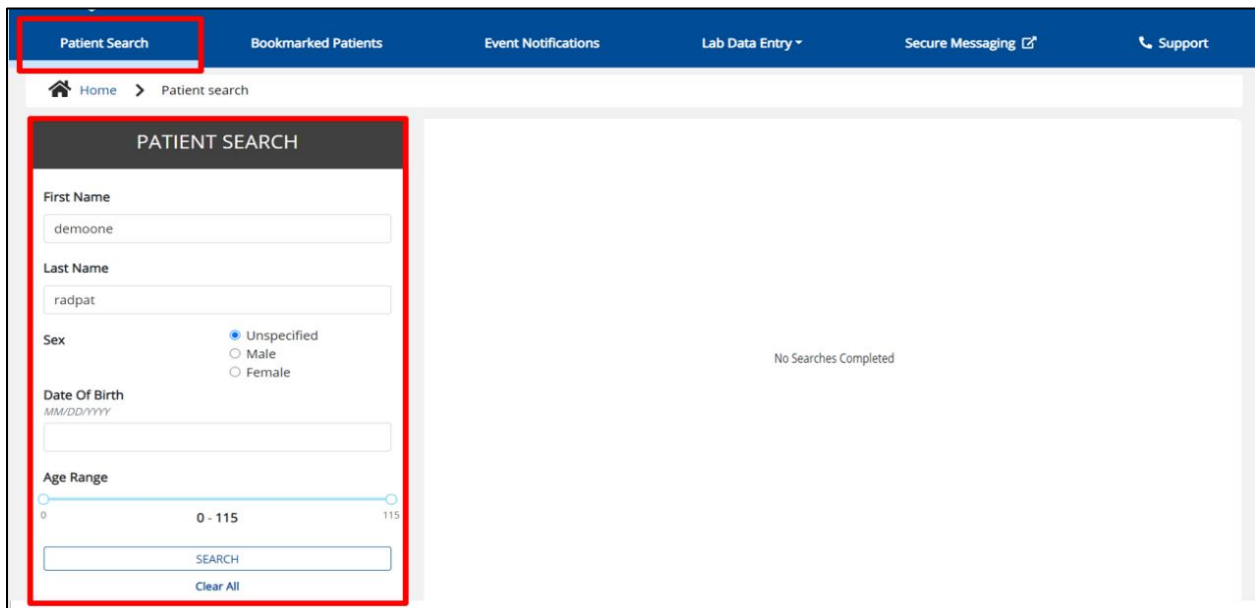 Patient Search Bookmarked Patients Event Notifications Lab Data Entry Secure Messaging Support
Home > Patient search
PATIENT SEARCH
First Name
demoone
Last Name
radpat
Sex
Unspecified
Male
Female
Date Of Birth
MM/DD/YYYY
Age Range
0 0 - 115 115
SEARCH
Clear All
No Searches Completed